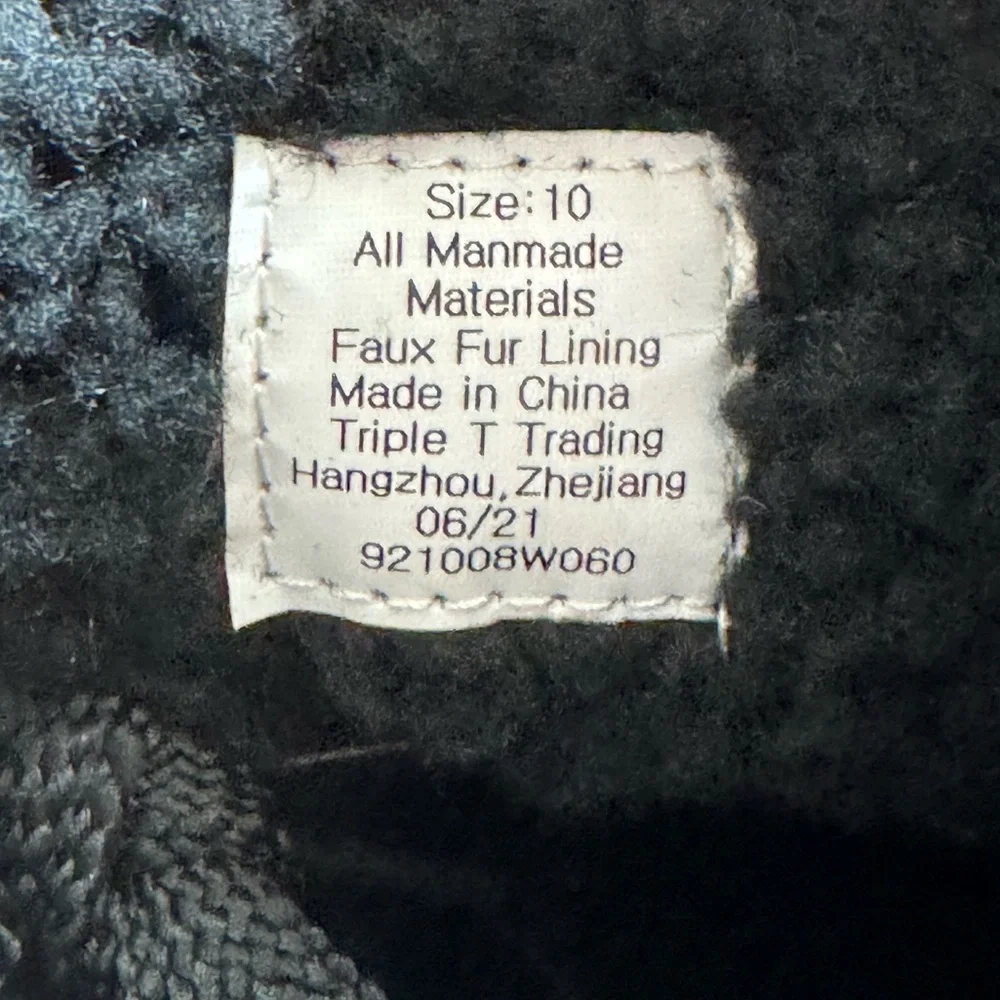 Size:10
All Manmade
Materials
Faux Fur Lining
Made in China
Triple T Trading
Hangzhou,Zhejiang
06/21
921008W060